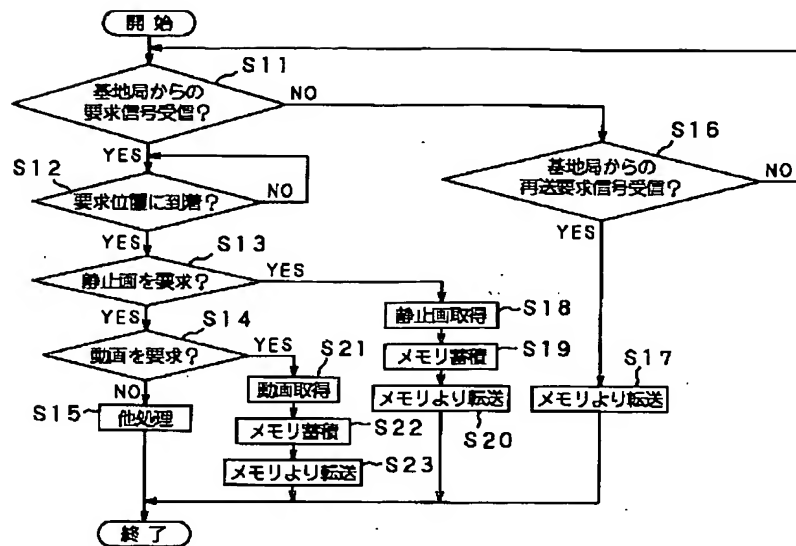 開始
S11
基地局からの
要求信号受信?
NO
YES
S16
基地局からの
再送要求信号受信?
NO
YES
S12
要求位置に到着?
NO
YES
S13
静止画を要求?
YES
YES
S14
動画を要求?
YES
NO
S15
他処理
S21
動画取得
S22
メモリ蓄積
S23
メモリより転送
S18
静止画取得
S19
メモリ蓄積
S20
メモリより転送
S17
メモリより転送
終了